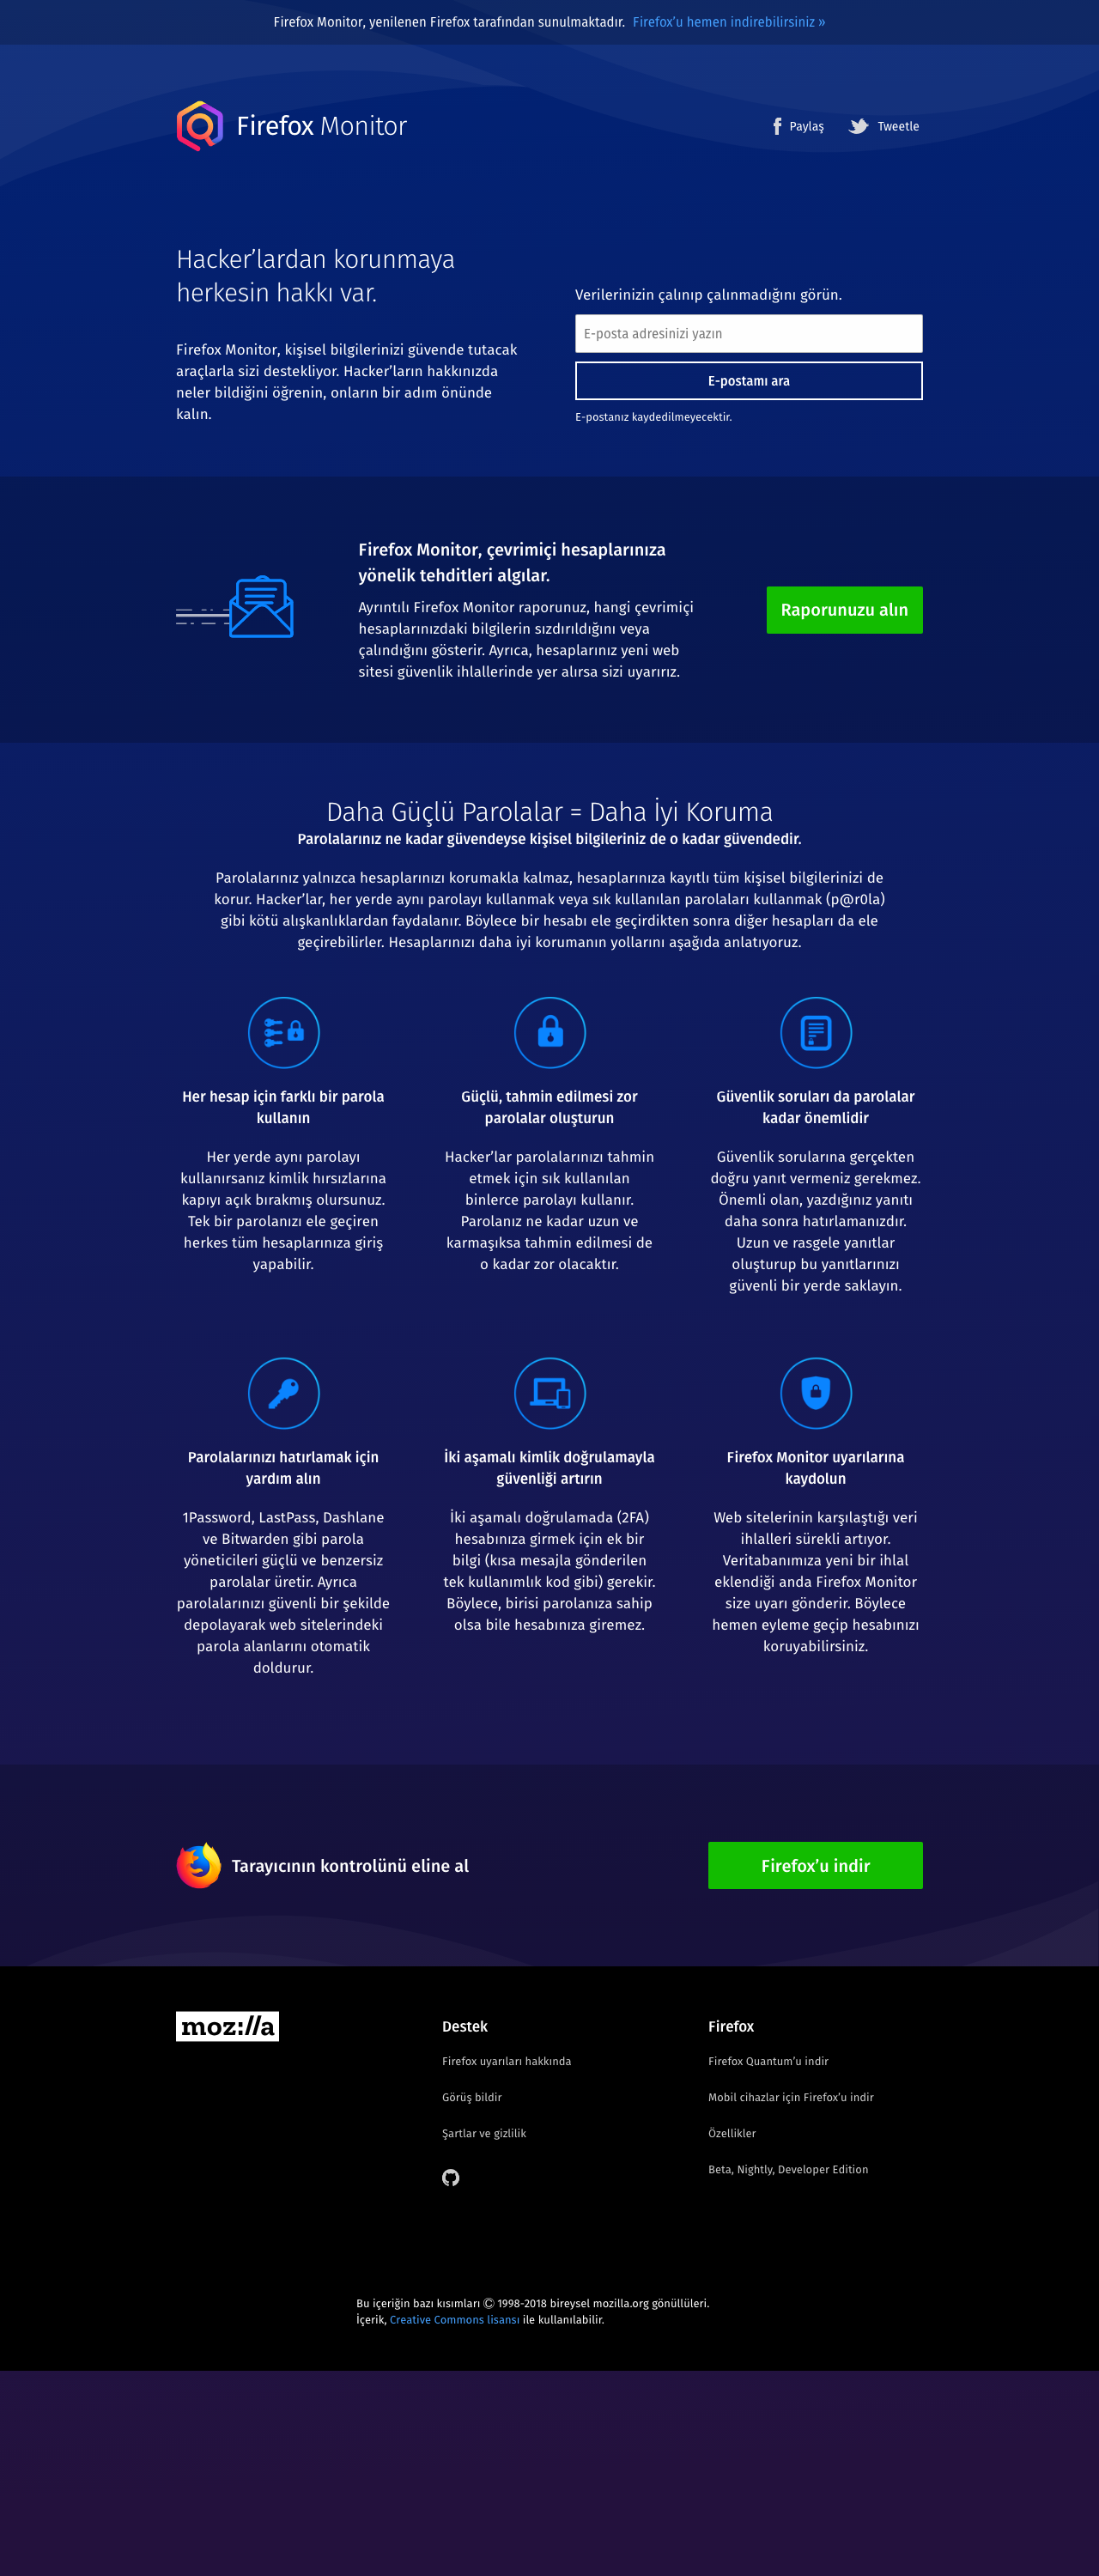 Firefox Monitor, yenilenen Firefox tarafından sunulmaktadır. Firefox’u hemen indirebilirsiniz »
Firefox Monitor
Paylaş
Tweetle
Hacker’lardan korunmaya
herkesin hakkı var.
Firefox Monitor, kişisel bilgilerinizi güvende tutacak
araçlarla sizi destekliyor. Hacker’ların hakkınızda
neler bildiğini öğrenin, onların bir adım önünde
kalın.
Verilerinizin çalınıp çalınmadığını görün.
E-posta adresinizi yazın
E-postamı ara
E-postanız kaydedilmeyecektir.
Firefox Monitor, çevrimiçi hesaplarınıza
yönelik tehditleri algılar.
Ayrıntılı Firefox Monitor raporunuz, hangi çevrimiçi
hesaplarınızdaki bilgilerin sızdırıldığını veya
çalındığını gösterir. Ayrıca, hesaplarınız yeni web
sitesi güvenlik ihlallerinde yer alırsa sizi uyarırız.
Raporunuzu alın
Daha Güçlü Parolalar = Daha İyi Koruma
Parolalarınız ne kadar güvendeyse kişisel bilgileriniz de o kadar güvendedir.
Parolalarınız yalnızca hesaplarınızı korumakla kalmaz, hesaplarınıza kayıtlı tüm kişisel bilgilerinizi de
korur. Hacker’lar, her yerde aynı parolayı kullanmak veya sık kullanılan parolaları kullanmak (p@r0la)
gibi kötü alışkanlıklardan faydalanır. Böylece bir hesabı ele geçirdikten sonra diğer hesapları da ele
geçirebilirler. Hesaplarınızı daha iyi korumanın yollarını aşağıda anlatıyoruz.
Her hesap için farklı bir parola
kullanın
Her yerde aynı parolayı
kullanırsanız kimlik hırsızlarına
kapıyı açık bırakmış olursunuz.
Tek bir parolanızı ele geçiren
herkes tüm hesaplarınıza giriş
yapabilir.
Güçlü, tahmin edilmesi zor
parolalar oluşturun
Hacker’lar parolalarınızı tahmin
etmek için sık kullanılan
binlerce parolayı kullanır.
Parolanız ne kadar uzun ve
karmaşıksa tahmin edilmesi de
o kadar zor olacaktır.
Güvenlik soruları da parolalar
kadar önemlidir
Güvenlik sorularına gerçekten
doğru yanıt vermeniz gerekmez.
Önemli olan, yazdığınız yanıtı
daha sonra hatırlamanızdır.
Uzun ve rasgele yanıtlar
oluşturup bu yanıtlarınızı
güvenli bir yerde saklayın.
Parolalarınızı hatırlamak için
yardım alın
1Password, LastPass, Dashlane
ve Bitwarden gibi parola
yöneticileri güçlü ve benzersiz
parolalar üretir. Ayrıca
parolalarınızı güvenli bir şekilde
depolayarak web sitelerindeki
parola alanlarını otomatik
doldurur.
İki aşamalı kimlik doğrulamayla
güvenliği artırın
İki aşamalı doğrulamada (2FA)
hesabınıza girmek için ek bir
bilgi (kısa mesajla gönderilen
tek kullanımlık kod gibi) gerekir.
Böylece, birisi parolanıza sahip
olsa bile hesabınıza giremez.
Firefox Monitor uyarılarına
kaydolun
Web sitelerinin karşılaştığı veri
ihlalleri sürekli artıyor.
Veritabanımıza yeni bir ihlal
eklendiği anda Firefox Monitor
size uyarı gönderir. Böylece
hemen eyleme geçip hesabınızı
koruyabilirsiniz.
Tarayıcının kontrolünü eline al
Firefox’u indir
moz://a
Destek
Firefox uyarıları hakkında
Görüş bildir
Şartlar ve gizlilik
Firefox
Firefox Quantum’u indir
Mobil cihazlar için Firefox’u indir
Özellikler
Beta, Nightly, Developer Edition
Bu içeriğin bazı kısımları © 1998-2018 bireysel mozilla.org gönüllüleri.
İçerik, Creative Commons lisansı ile kullanılabilir.